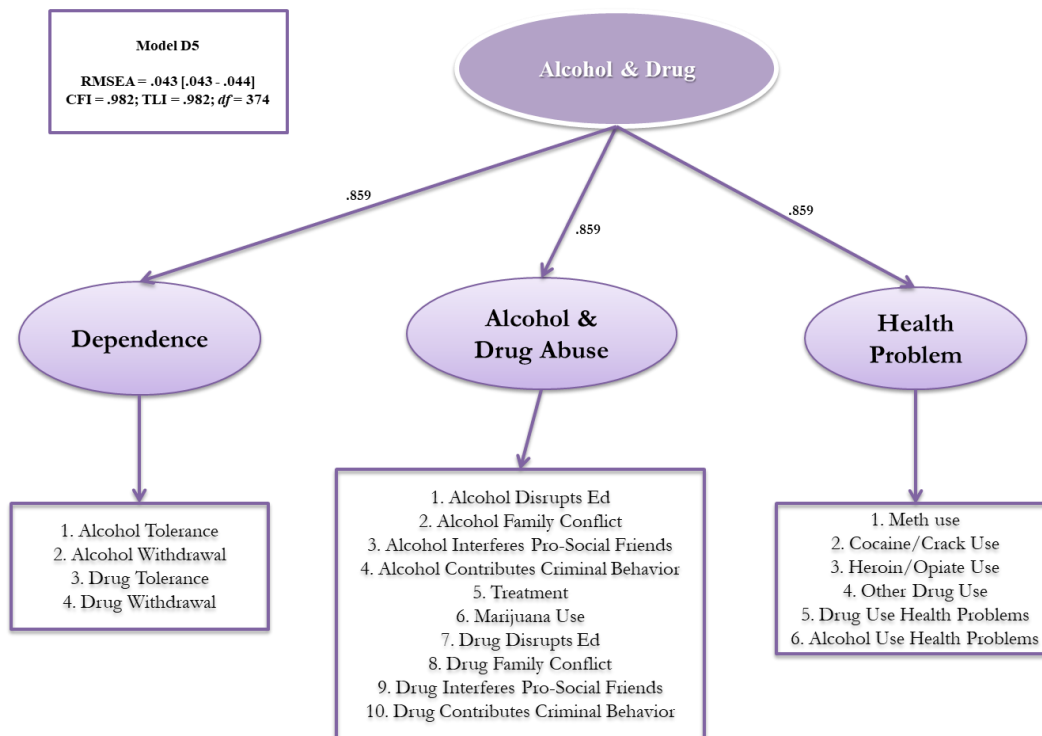 Model D5
RMSEA = .043 [.043 - .044]
CFI = .982; TLI = .982; df = 374
Alcohol & Drug
.859
.859
.859
Dependence
Alcohol &
Drug Abuse
Health
Problem
1. Alcohol Tolerance
2. Alcohol Withdrawal
3. Drug Tolerance
4. Drug Withdrawal
1. Alcohol Disrupts Ed
2. Alcohol Family Conflict
3. Alcohol Interferes Pro-Social Friends
4. Alcohol Contributes Criminal Behavior
5. Treatment
6. Marijuana Use
7. Drug Disrupts Ed
8. Drug Family Conflict
9. Drug Interferes Pro-Social Friends
10. Drug Contributes Criminal Behavior
1. Meth use
2. Cocaine/Crack Use
3. Heroin/Opiate Use
4. Other Drug Use
5. Drug Use Health Problems
6. Alcohol Use Health Problems